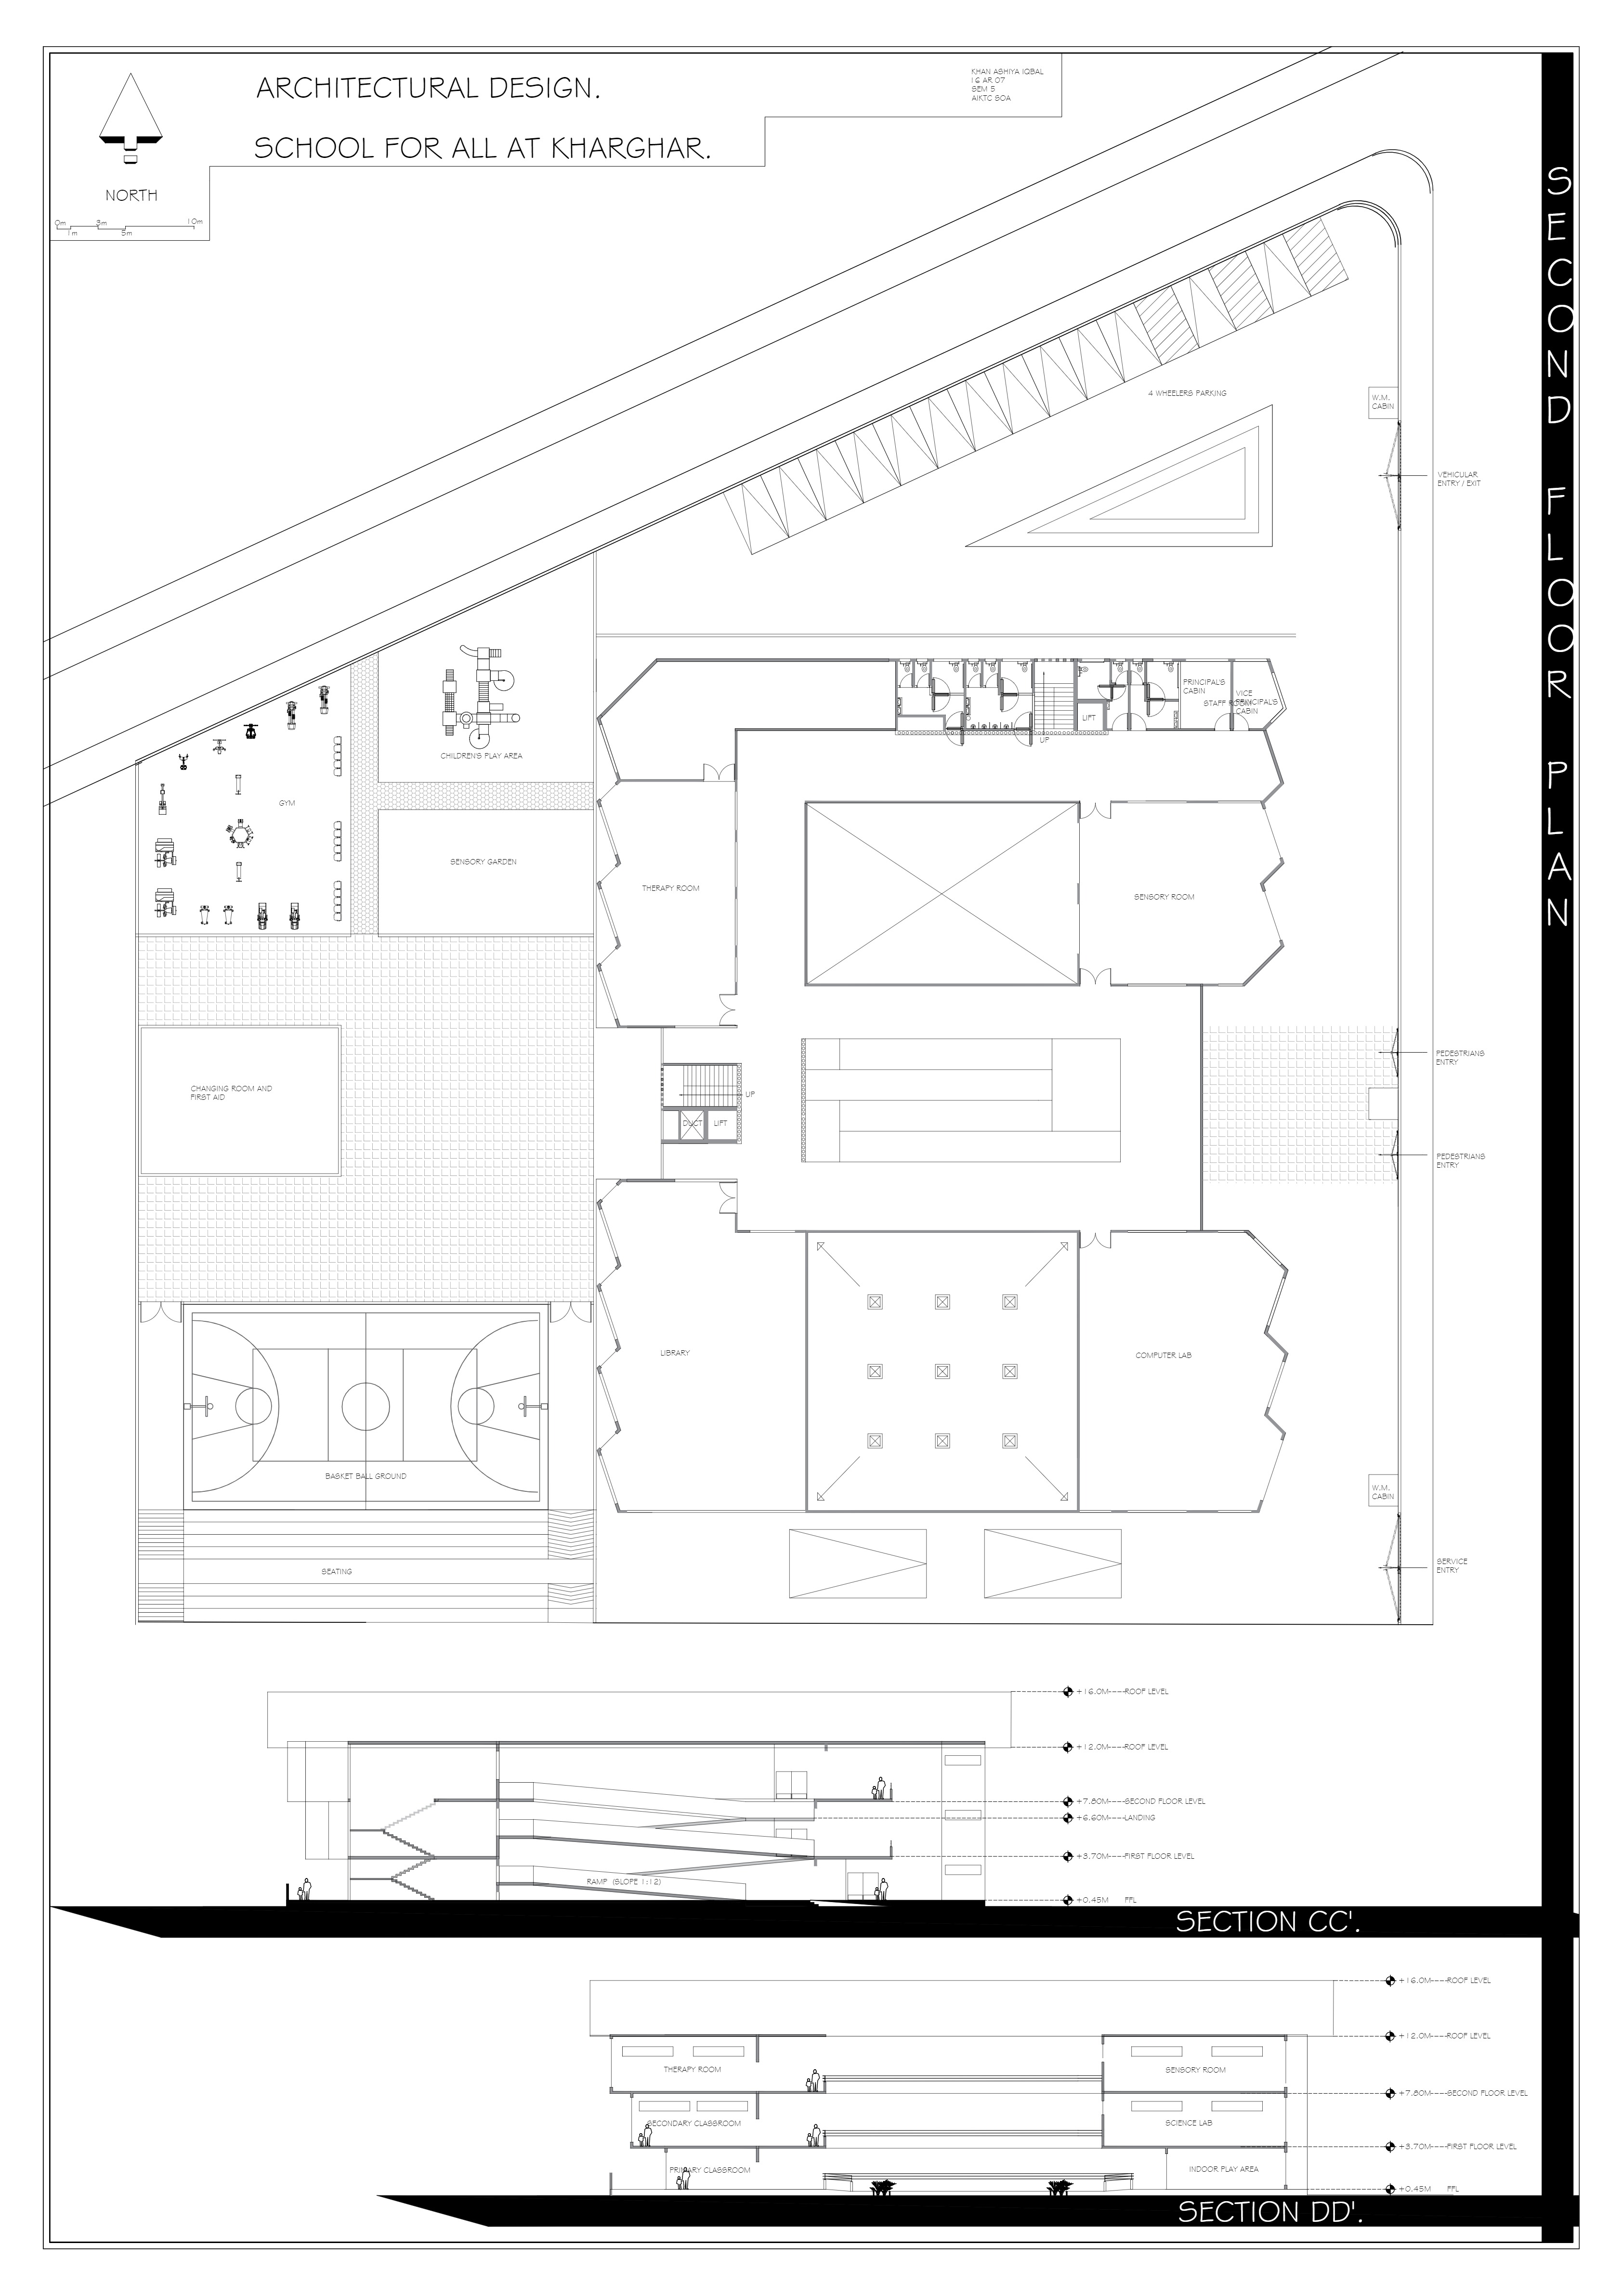 ARCHITECTURAL DESIGN.
SCHOOL FOR ALL AT KHARGHAR.
KHAN ASHIYA IQBAL
16 AR 07
SEM 5
AIKTC SOA
NORTH
0m 3m 10m
1m 5m
SECOND FLOOR PLAN
4 WHEELERS PARKING
W.M.
CABIN
VEHICULAR
ENTRY / EXIT
PRINCIPAL'S
CABIN
VICE
PRINCIPAL'S
CABIN
STAFF ROOM
LIFT
UP
CHILDREN'S PLAY AREA
GYM
SENSORY GARDEN
THERAPY ROOM
SENSORY ROOM
CHANGING ROOM AND
FIRST AID
UP
DUCT
LIFT
PEDESTRIANS
ENTRY
PEDESTRIANS
ENTRY
LIBRARY
COMPUTER LAB
BASKET BALL GROUND
SEATING
W.M.
CABIN
SERVICE
ENTRY
+16.0M----ROOF LEVEL
+12.0M----ROOF LEVEL
+7.80M----SECOND FLOOR LEVEL
+6.60M----LANDING
+3.70M----FIRST FLOOR LEVEL
RAMP (SLOPE 1:12)
+0.45M FFL
SECTION CC'.
+16.0M----ROOF LEVEL
+12.0M----ROOF LEVEL
THERAPY ROOM
SENSORY ROOM
+7.80M----SECOND FLOOR LEVEL
SECONDARY CLASSROOM
SCIENCE LAB
+3.70M----FIRST FLOOR LEVEL
PRIMARY CLASSROOM
INDOOR PLAY AREA
+0.45M FFL
SECTION DD'.